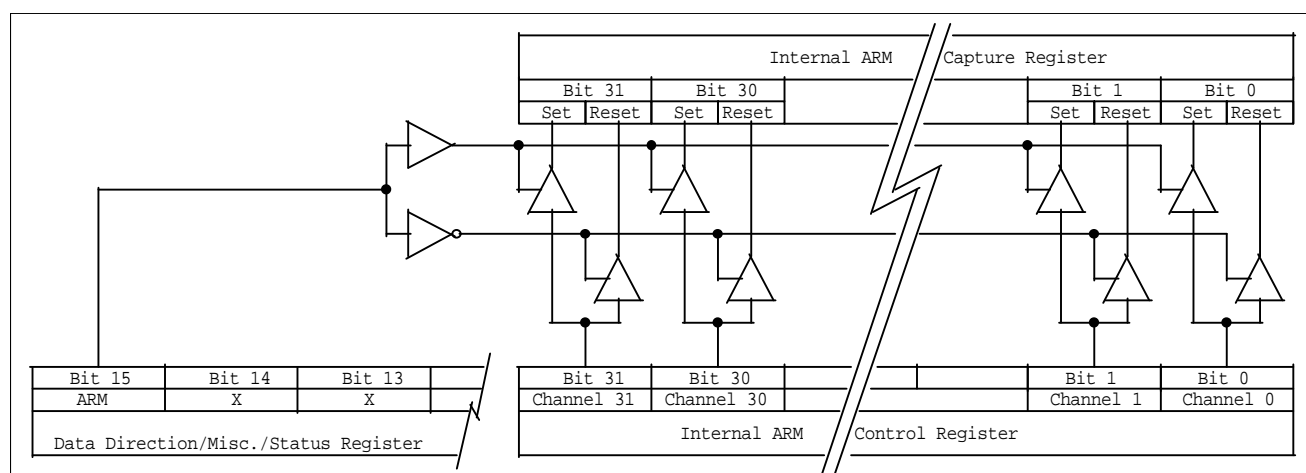 Internal ARM Capture Register
Bit 31 Bit 30 Bit 1 Bit 0
Set Reset Set Reset Set Reset Set Reset
Bit 15 Bit 14 Bit 13 Bit 31 Bit 30 Bit 1 Bit 0
ARM X X Channel 31 Channel 30 Channel 1 Channel 0
Data Direction/Misc./Status Register Internal ARM Control Register